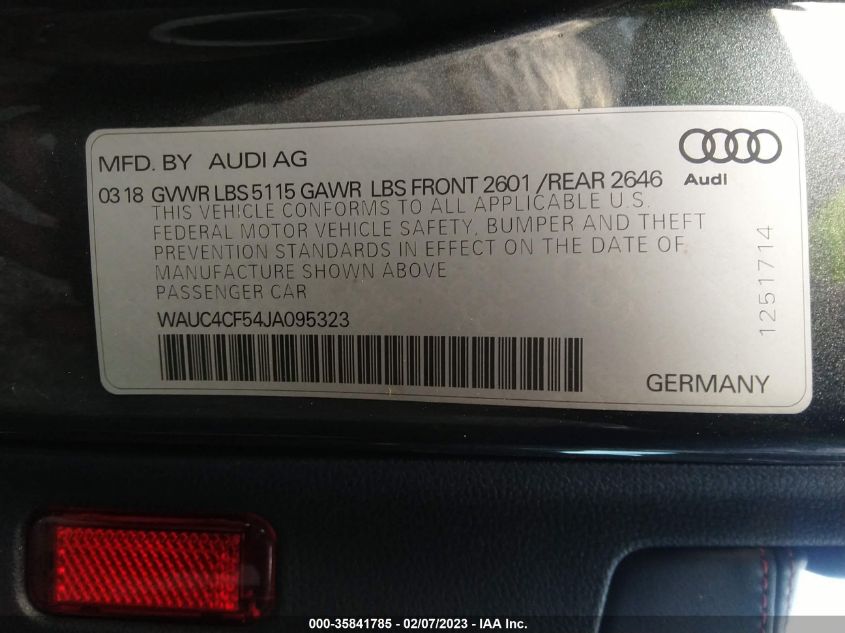 MFD. BY AUDI AG
Audi
03 18 GVWR LBS 5115 GAWR LBS FRONT 2601 /REAR 2646
THIS VEHICLE CONFORMS TO ALL APPLICABLE U.S.
FEDERAL MOTOR VEHICLE SAFETY, BUMPER AND THEFT
PREVENTION STANDARDS IN EFFECT ON THE DATE OF
MANUFACTURE SHOWN ABOVE
PASSENGER CAR
WAUC4CF54JA095323
1251714
GERMANY
000-35841785 - 02/07/2023 - IAA Inc.